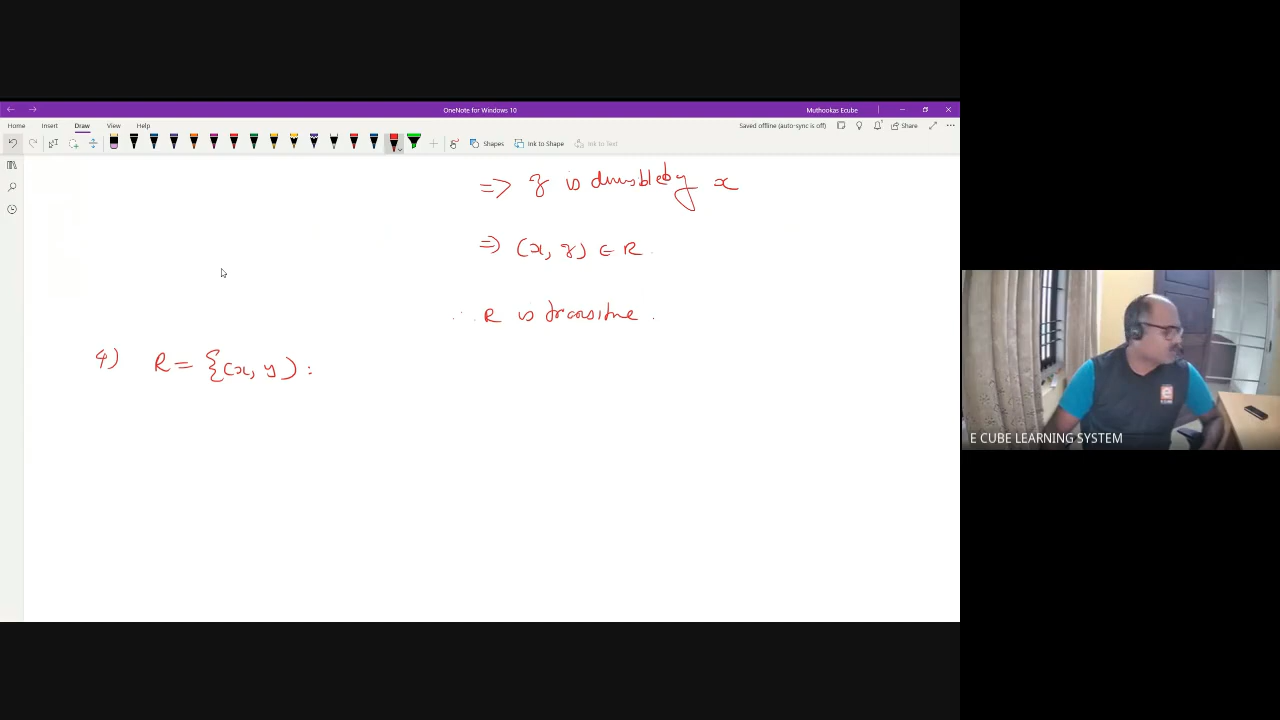 OneNote for Windows 10
Muthookas Ecube
Home Insert Draw View Help
Saved offline (auto-sync is off) Share
Shapes Ink to Shape Ink to Text
=> z is divisible by x
=> (x, z) ∈ R.
∴ R is transitive.
4) R = {(x, y) :
E CUBE LEARNING SYSTEM